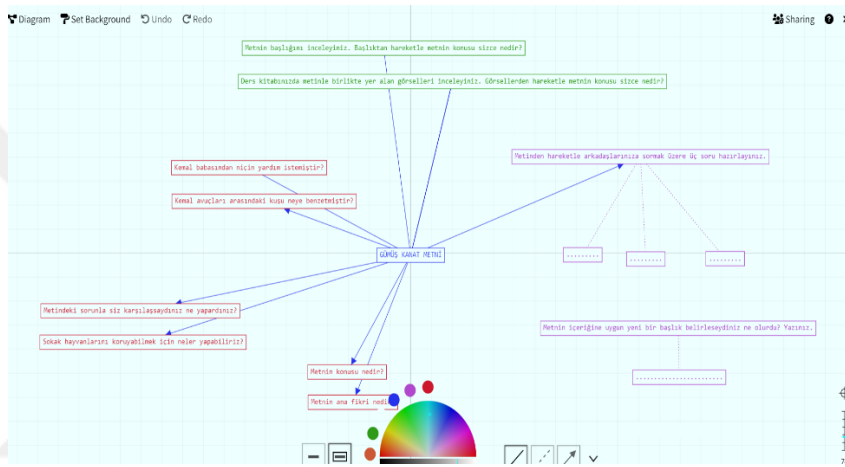 Diagram Set Background Undo Redo Sharing
Metnin başlığını inceleyiniz. Başlıktan hareketle metnin konusu sizce nedir?
Ders kitabınızda metinle birlikte yer alan görselleri inceleyiniz. Görsellerden hareketle metnin konusu sizce nedir?
Metinden hareketle arkadaşlarınıza sormak üzere üç soru hazırlayınız.
Kemal babasından niçin yardım istemiştir?
Kemal avuçları arasındaki kuşu neye benzetmiştir?
GÜMÜŞ KANAT METNİ
.........
.........
.........
Metindeki sorunla siz karşılaşsaydınız ne yapardınız?
Sokak hayvanlarını koruyabilmek için neler yapabiliriz?
Metnin içeriğine uygun yeni bir başlık belirleseydiniz ne olurdu? Yazınız.
Metnin konusu nedir?
.......................
Metnin ana fikri nedir